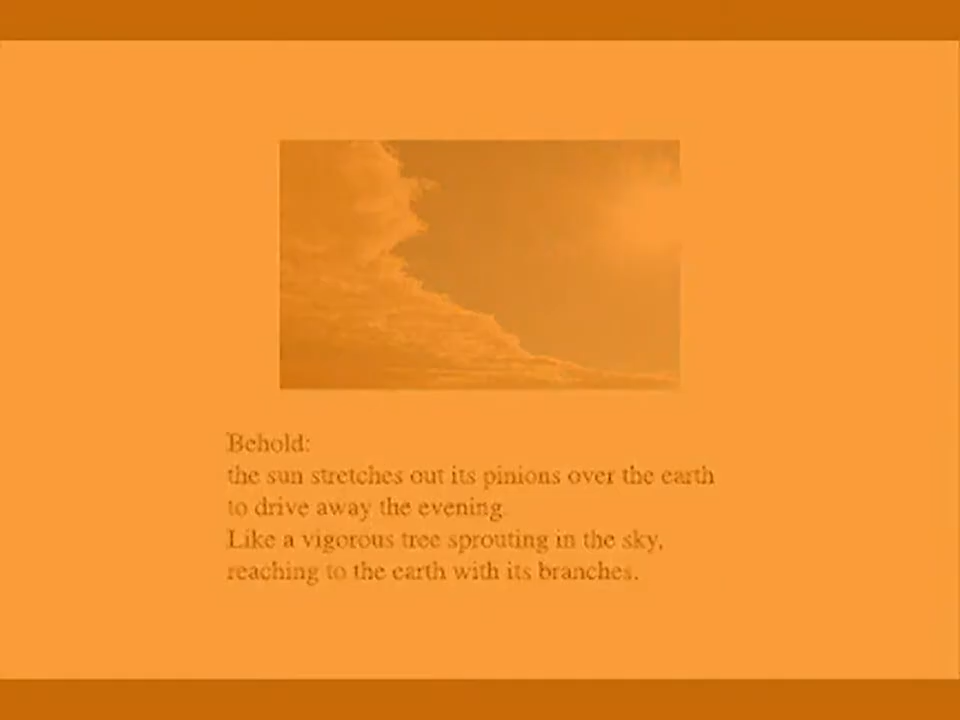 Behold:
the sun stretches out its pinions over the earth
to drive away the evening.
Like a vigorous tree sprouting in the sky,
reaching to the earth with its branches.